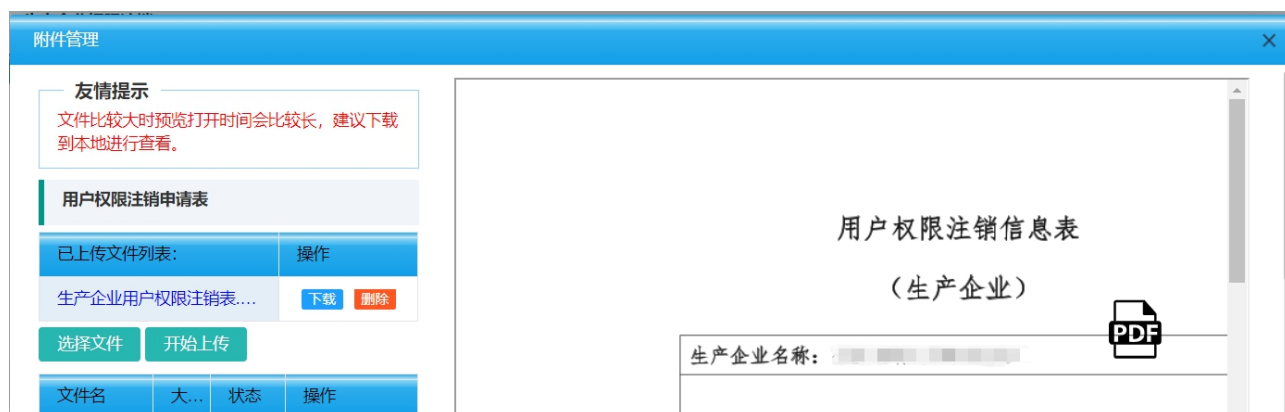 附件管理
友情提示
文件比较大时预览打开时间会比较长，建议下载
到本地进行查看。
用户权限注销申请表
已上传文件列表: 操作
生产企业用户权限注销表.... 下载 删除
选择文件 开始上传
文件名 大... 状态 操作
用户权限注销信息表
（生产企业）
PDF
生产企业名称：